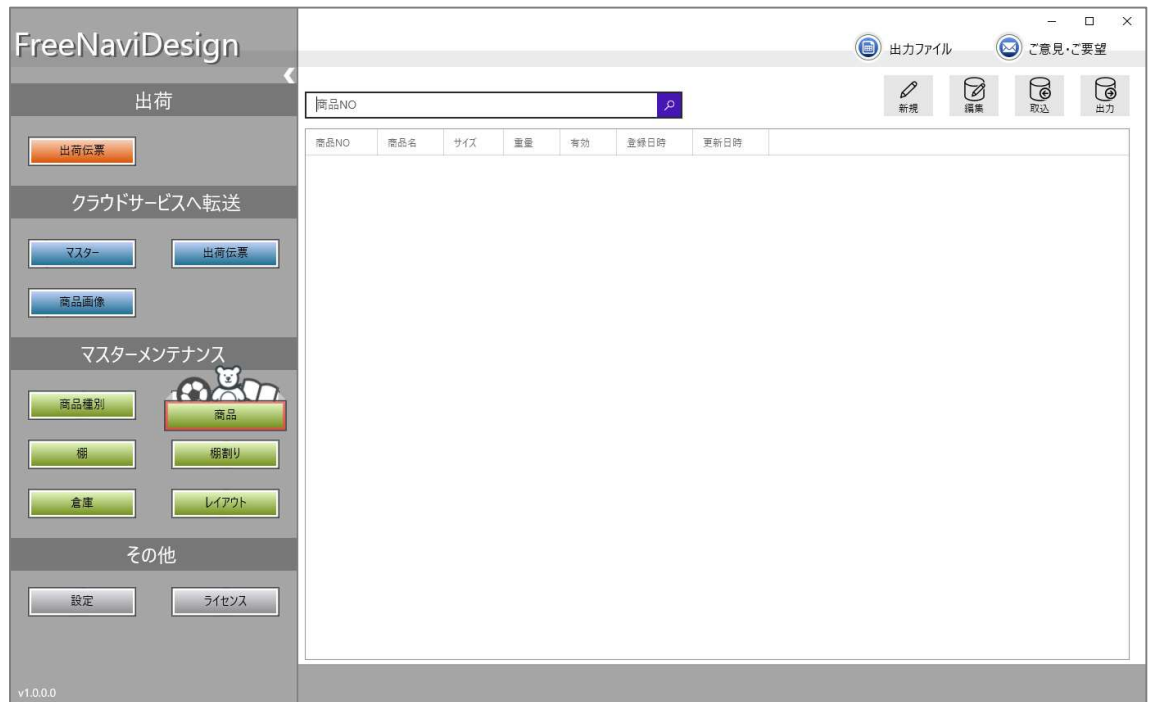 FreeNaviDesign
出力ファイル
ご意見・ご要望
出荷
出荷伝票
クラウドサービスへ転送
マスター
出荷伝票
商品画像
マスターメンテナンス
商品種別
商品
棚
棚割り
倉庫
レイアウト
その他
設定
ライセンス
v1.0.0.0
商品NO
新規
編集
取込
出力
商品NO 商品名 サイズ 重量 有効 登録日時 更新日時